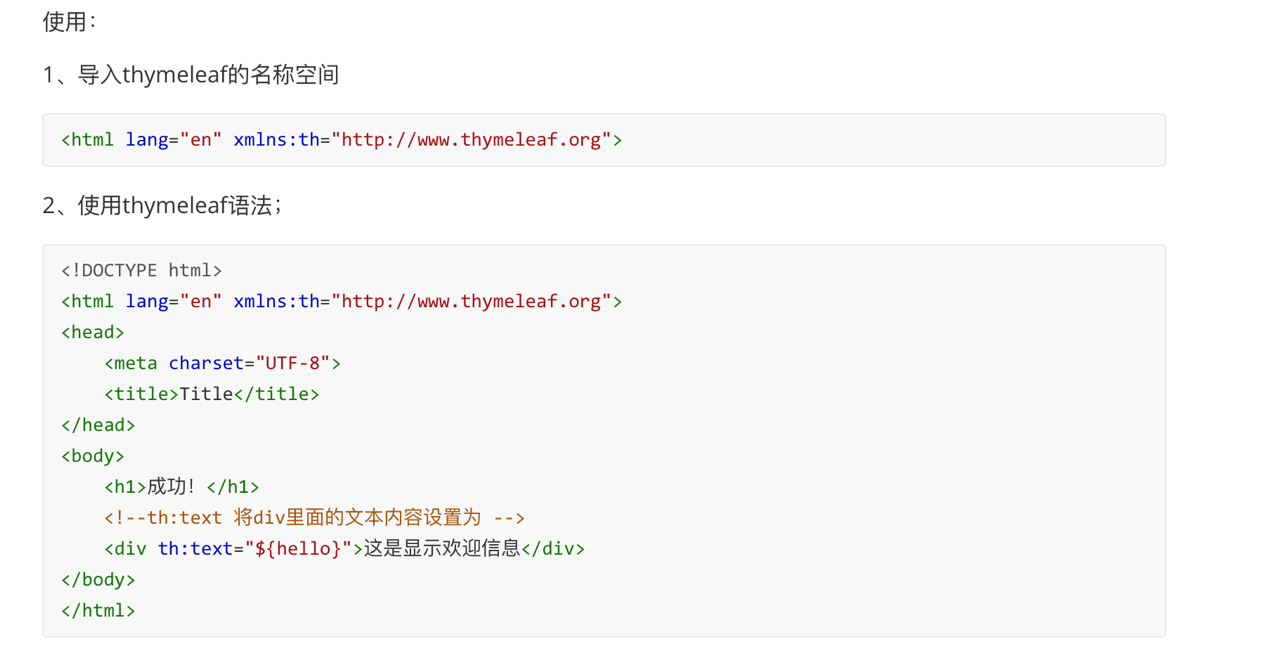 使用：
1、导入thymeleaf的名称空间
<html lang="en" xmlns:th="http://www.thymeleaf.org">
2、使用thymeleaf语法；
<!DOCTYPE html>
<html lang="en" xmlns:th="http://www.thymeleaf.org">
<head>
    <meta charset="UTF-8">
    <title>Title</title>
</head>
<body>
    <h1>成功！</h1>
    <!--th:text 将div里面的文本内容设置为 -->
    <div th:text="${hello}">这是显示欢迎信息</div>
</body>
</html>